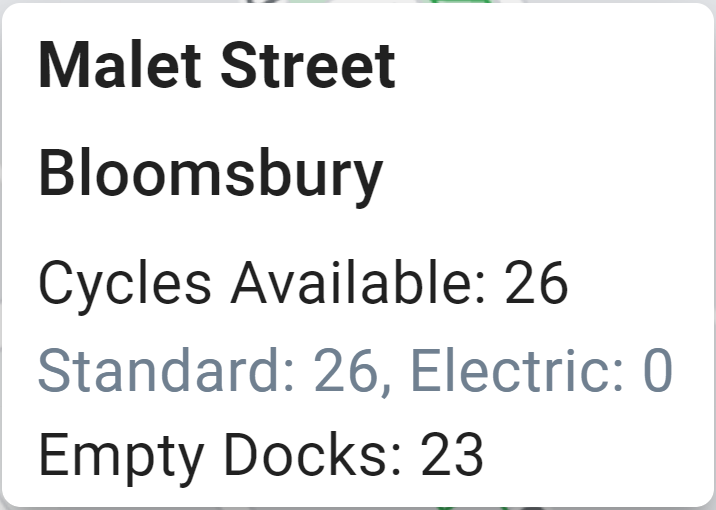 Malet Street
Bloomsbury
Cycles Available: 26
Standard: 26, Electric: 0
Empty Docks: 23